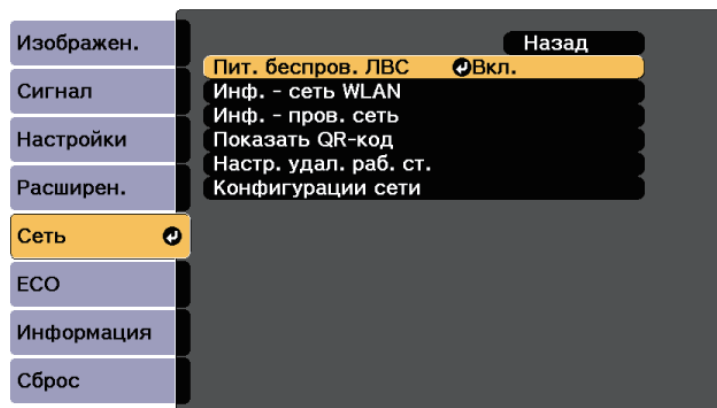 Изображен.
Сигнал
Настройки
Расширен.
Сеть
ECO
Информация
Сброс
Назад
Пит. беспров. ЛВС Вкл.
Инф. - сеть WLAN
Инф. - пров. сеть
Показать QR-код
Настр. удал. раб. ст.
Конфигурации сети